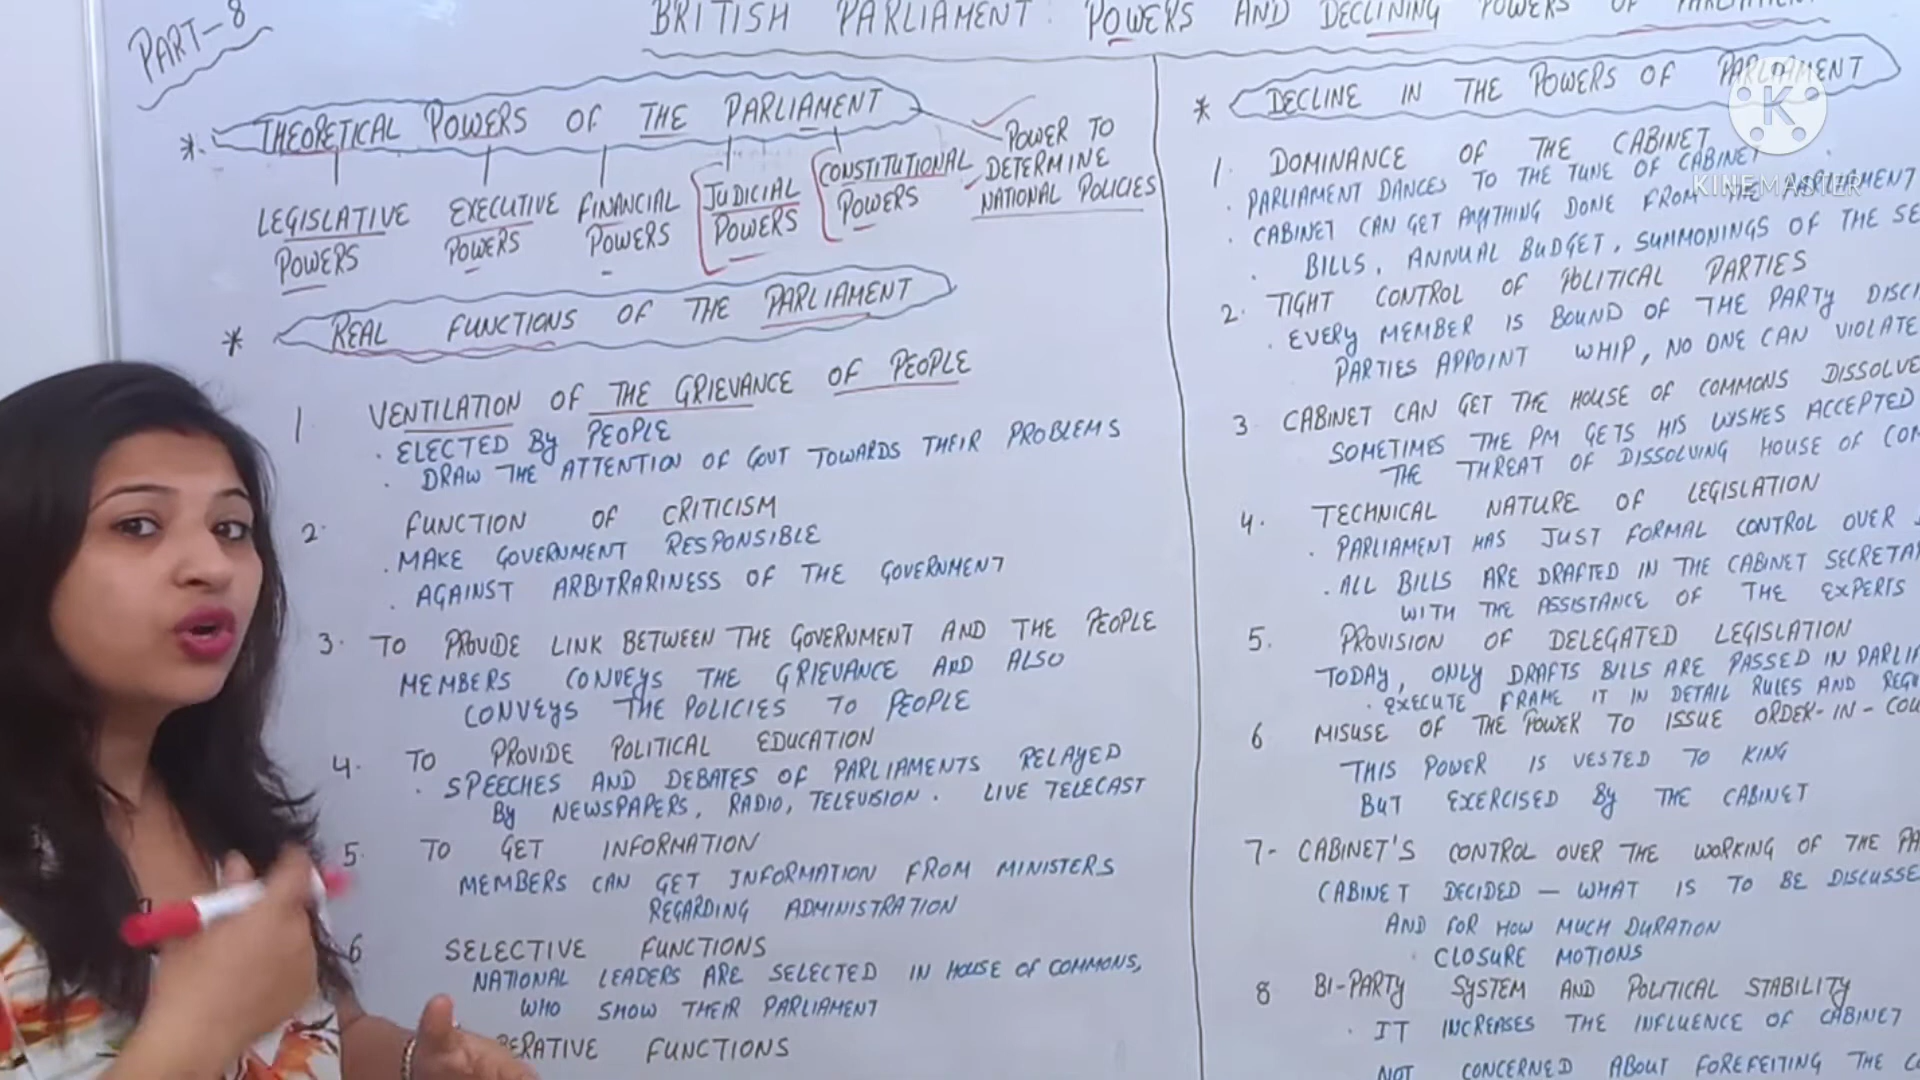 PART-8
BRITISH PARLIAMENT: POWERS AND DECLINING POWERS OF PARLIAMENT
* THEORETICAL POWERS OF THE PARLIAMENT
LEGISLATIVE POWERS
EXECUTIVE POWERS
FINANCIAL POWERS
JUDICIAL POWERS
CONSTITUTIONAL POWERS
POWER TO
DETERMINE
NATIONAL POLICIES
* REAL FUNCTIONS OF THE PARLIAMENT
1 VENTILATION OF THE GRIEVANCE OF PEOPLE
. ELECTED By PEOPLE
. DRAW THE ATTENTION OF GOVT TOWARDS THEIR PROBLEMS
2. FUNCTION OF CRITICISM
. MAKE GOVERNMENT RESPONSIBLE
. AGAINST ARBITRARINESS OF THE GOVERNMENT
3. TO PROVIDE LINK BETWEEN THE GOVERNMENT AND THE PEOPLE
MEMBERS CONVEYS THE GRIEVANCE AND ALSO
CONVEYS THE POLICIES TO PEOPLE
4. TO PROVIDE POLITICAL EDUCATION
. SPEECHES AND DEBATES OF PARLIAMENTS RELAYED
By NEWSPAPERS, RADIO, TELEVISION. LIVE TELECAST
5. TO GET INFORMATION
MEMBERS CAN GET INFORMATION FROM MINISTERS
REGARDING ADMINISTRATION
6 SELECTIVE FUNCTIONS
NATIONAL LEADERS ARE SELECTED IN HOUSE OF COMMONS,
WHO SHOW THEIR PARLIAMENT
FUNCTIONS
* DECLINE IN THE POWERS OF PARLIAMENT
1. DOMINANCE OF THE CABINET
. PARLIAMENT DANCES TO THE TUNE OF CABINET
. CABINET CAN GET ANYTHING DONE FROM THE PARLIAMENT
. BILLS, ANNUAL BUDGET, SUMMONINGS OF THE
2. TIGHT CONTROL OF POLITICAL PARTIES
. EVERY MEMBER IS BOUND OF THE PARTY
PARTIES APPOINT WHIP, NO ONE CAN VIOLATE
3 CABINET CAN GET THE HOUSE OF COMMONS DISSOLVE
SOMETIMES THE PM GETS HIS WISHES ACCEPTED
THE THREAT OF DISSOLVING HOUSE OF
4. TECHNICAL NATURE OF LEGISLATION
. PARLIAMENT HAS JUST FORMAL CONTROL OVER
. ALL BILLS ARE DRAFTED IN THE CABINET
WITH THE ASSISTANCE OF THE EXPERTS
5. PROVISION OF DELEGATED LEGISLATION
TODAY, ONLY DRAFTS BILLS ARE PASSED IN
. EXECUTE FRAME IT IN DETAIL RULES AND
6 MISUSE OF THE POWER TO ISSUE ORDER-IN-
THIS POWER IS VESTED TO KING
BUT EXERCISED By THE CABINET
7- CABINET'S CONTROL OVER THE WORKING OF THE
CABINET DECIDED - WHAT IS TO BE
AND FOR HOW MUCH DURATION
. CLOSURE MOTIONS
8 BI-PARTY SYSTEM AND POLITICAL STABILITY
. IT INCREASES THE INFLUENCE OF CABINET
NOT CONCERNED ABOUT FOREFEITING THE
K
KINEMASTER